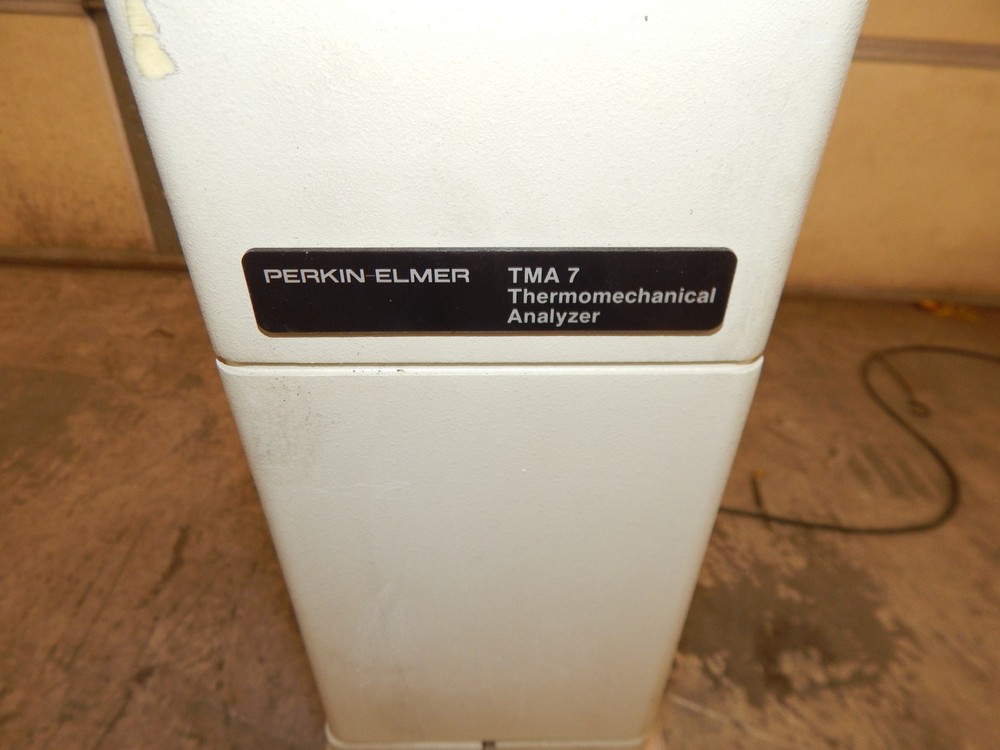 PERKIN-ELMER
TMA 7
Thermomechanical
Analyzer